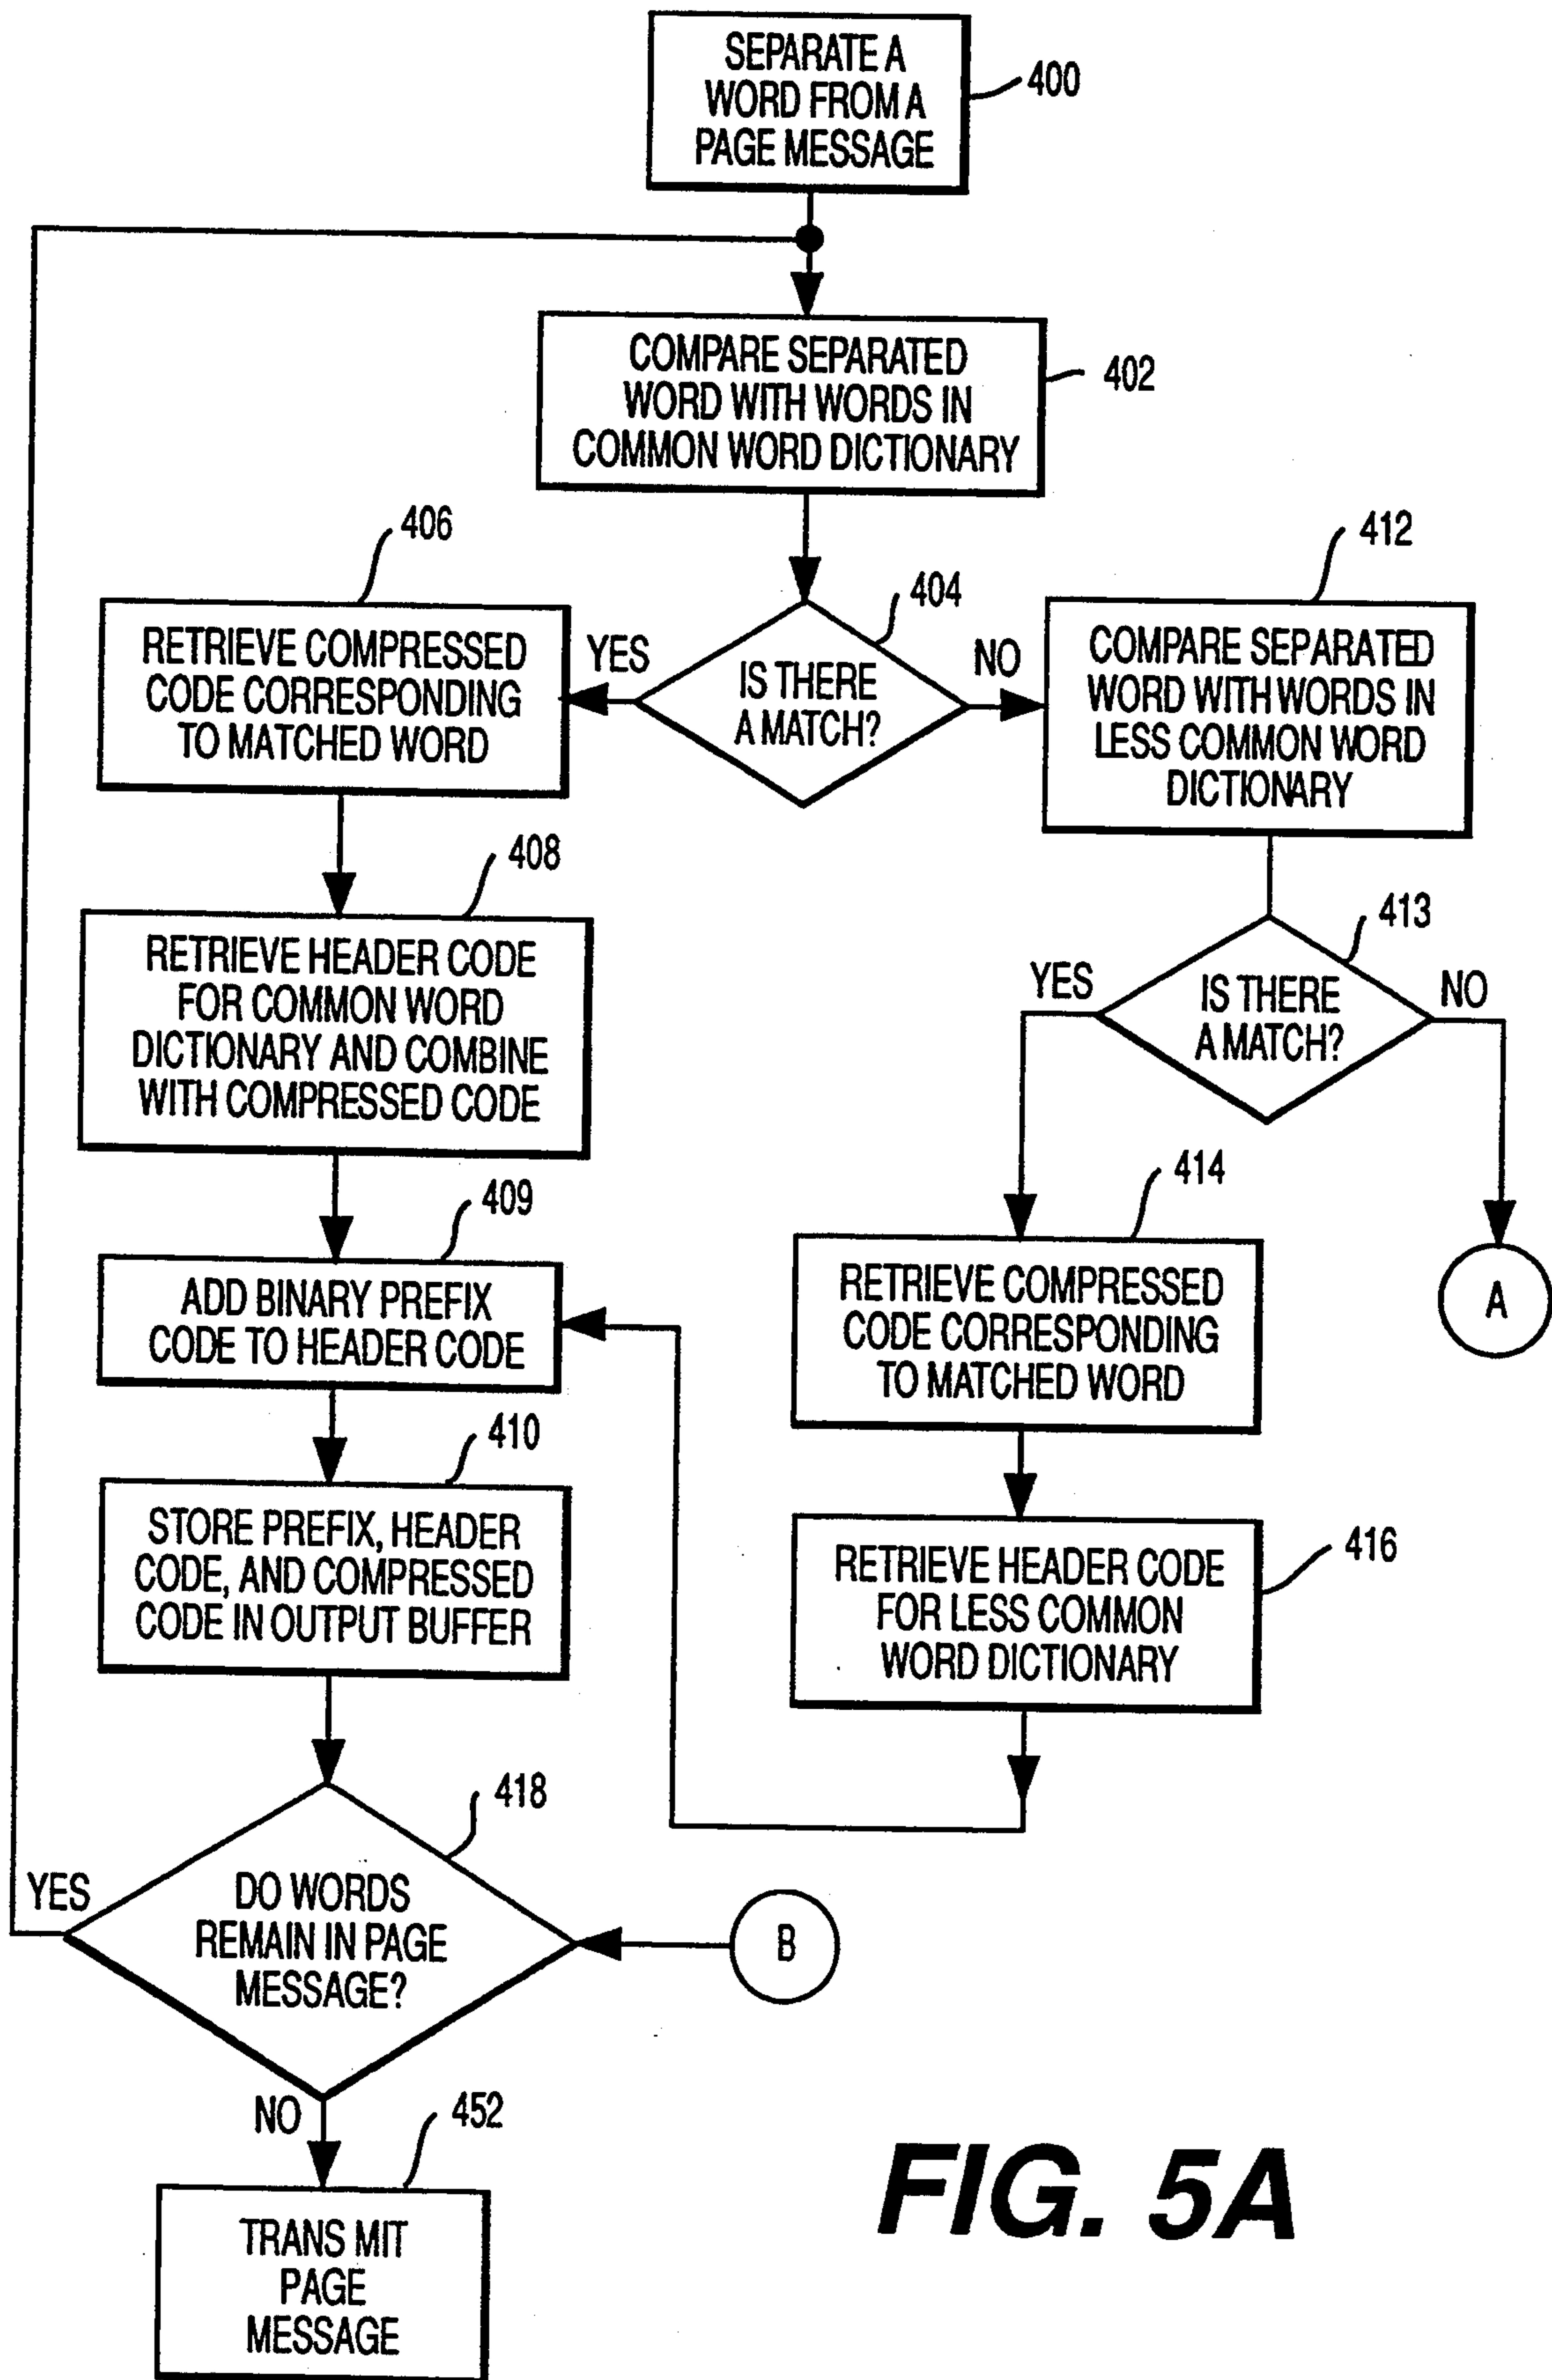 SEPARATE A
WORD FROM A
PAGE MESSAGE
400
COMPARE SEPARATED
WORD WITH WORDS IN
COMMON WORD DICTIONARY
402
IS THERE
A MATCH?
404
YES
NO
406
RETRIEVE COMPRESSED
CODE CORRESPONDING
TO MATCHED WORD
412
COMPARE SEPARATED
WORD WITH WORDS IN
LESS COMMON WORD
DICTIONARY
408
RETRIEVE HEADER CODE
FOR COMMON WORD
DICTIONARY AND COMBINE
WITH COMPRESSED CODE
413
IS THERE
A MATCH?
YES
NO
A
409
ADD BINARY PREFIX
CODE TO HEADER CODE
414
RETRIEVE COMPRESSED
CODE CORRESPONDING
TO MATCHED WORD
410
STORE PREFIX, HEADER
CODE, AND COMPRESSED
CODE IN OUTPUT BUFFER
416
RETRIEVE HEADER CODE
FOR LESS COMMON
WORD DICTIONARY
418
YES
DO WORDS
REMAIN IN PAGE
MESSAGE?
B
NO
452
TRANS MIT
PAGE
MESSAGE
FIG. 5A